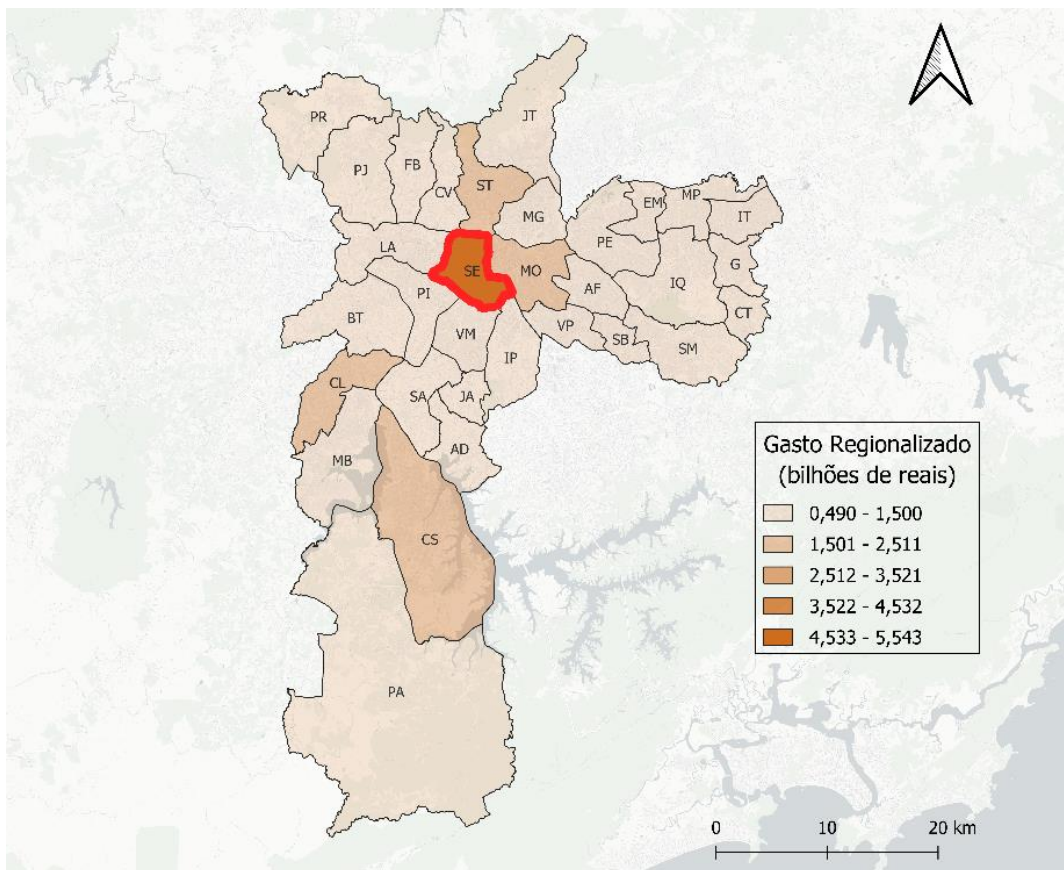 PR
JT
PJ
FB
CV
ST
MG
EM
MP
IT
PE
LA
SE
MO
G
IQ
AF
CT
PI
BT
VM
VP
SB
SM
IP
CL
SA
JA
AD
MB
CS
PA
Gasto Regionalizado
(bilhões de reais)
0,490 - 1,500
1,501 - 2,511
2,512 - 3,521
3,522 - 4,532
4,533 - 5,543
0 10 20 km